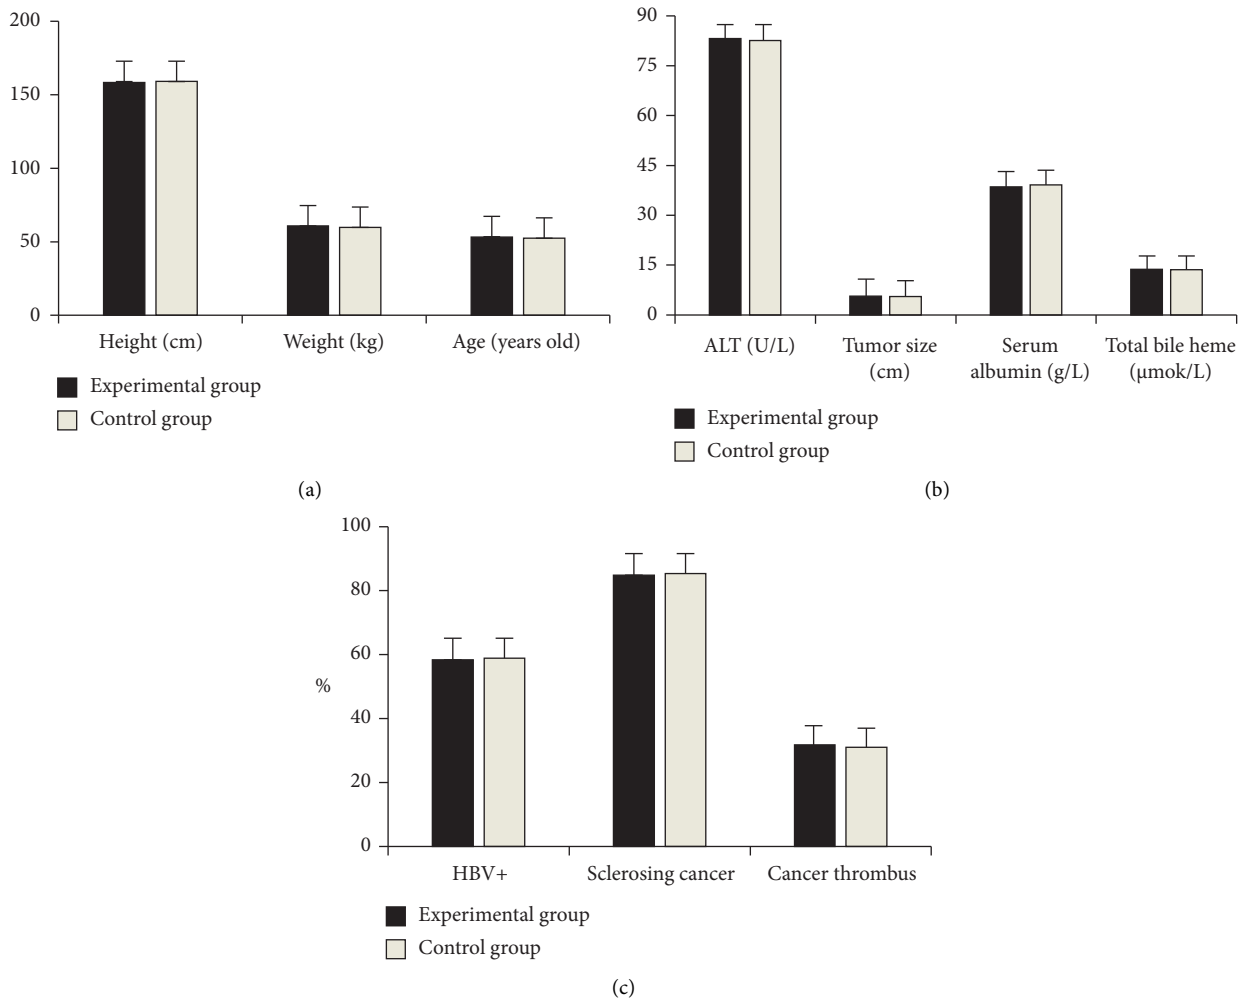 200
150
100
50
0
Height (cm)
Weight (kg)
Age (years old)
Experimental group
Control group
(a)
90
75
60
45
30
15
0
ALT (U/L)
Tumor size
(cm)
Serum
albumin (g/L)
Total bile heme
(μmok/L)
Experimental group
Control group
(b)
100
80
60
40
20
0
%
HBV+
Sclerosing cancer
Cancer thrombus
Experimental group
Control group
(c)